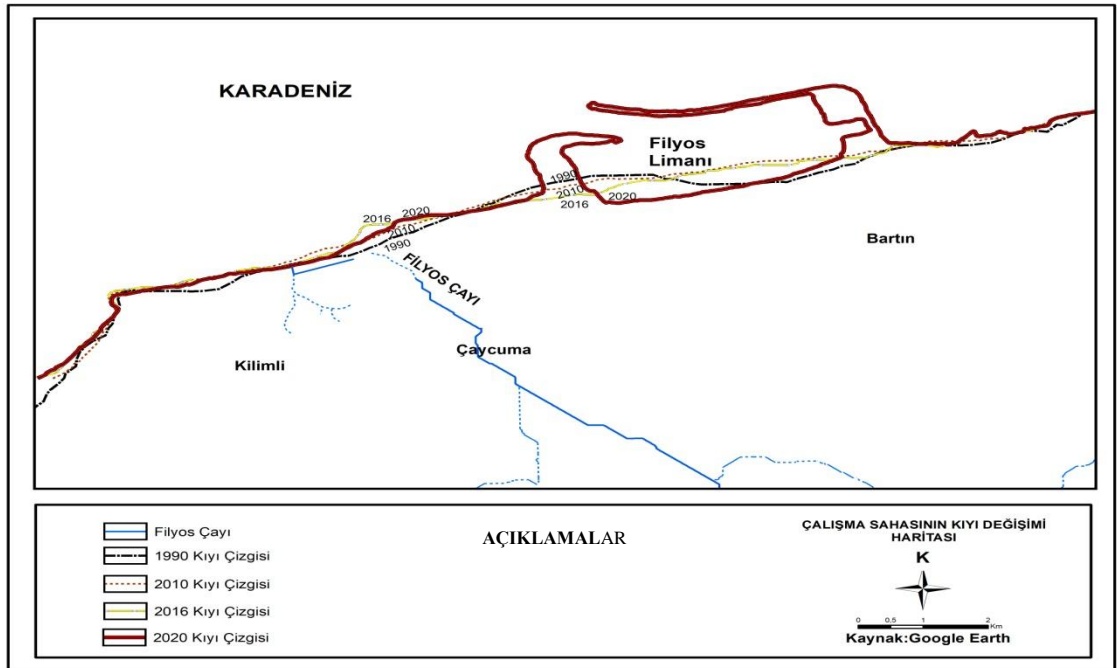 KARADENİZ
Filyos
Limanı
1990
2010
2016
2020
2016
2020
2010
1990
Bartın
FİLYOS ÇAYI
Çaycuma
Kilimli
AÇIKLAMALAR
Filyos Çayı
1990 Kıyı Çizgisi
2010 Kıyı Çizgisi
2016 Kıyı Çizgisi
2020 Kıyı Çizgisi
ÇALIŞMA SAHASININ KIYI DEĞİŞİMİ
HARİTASI
K
0 0,5 1 2
Km
Kaynak:Google Earth